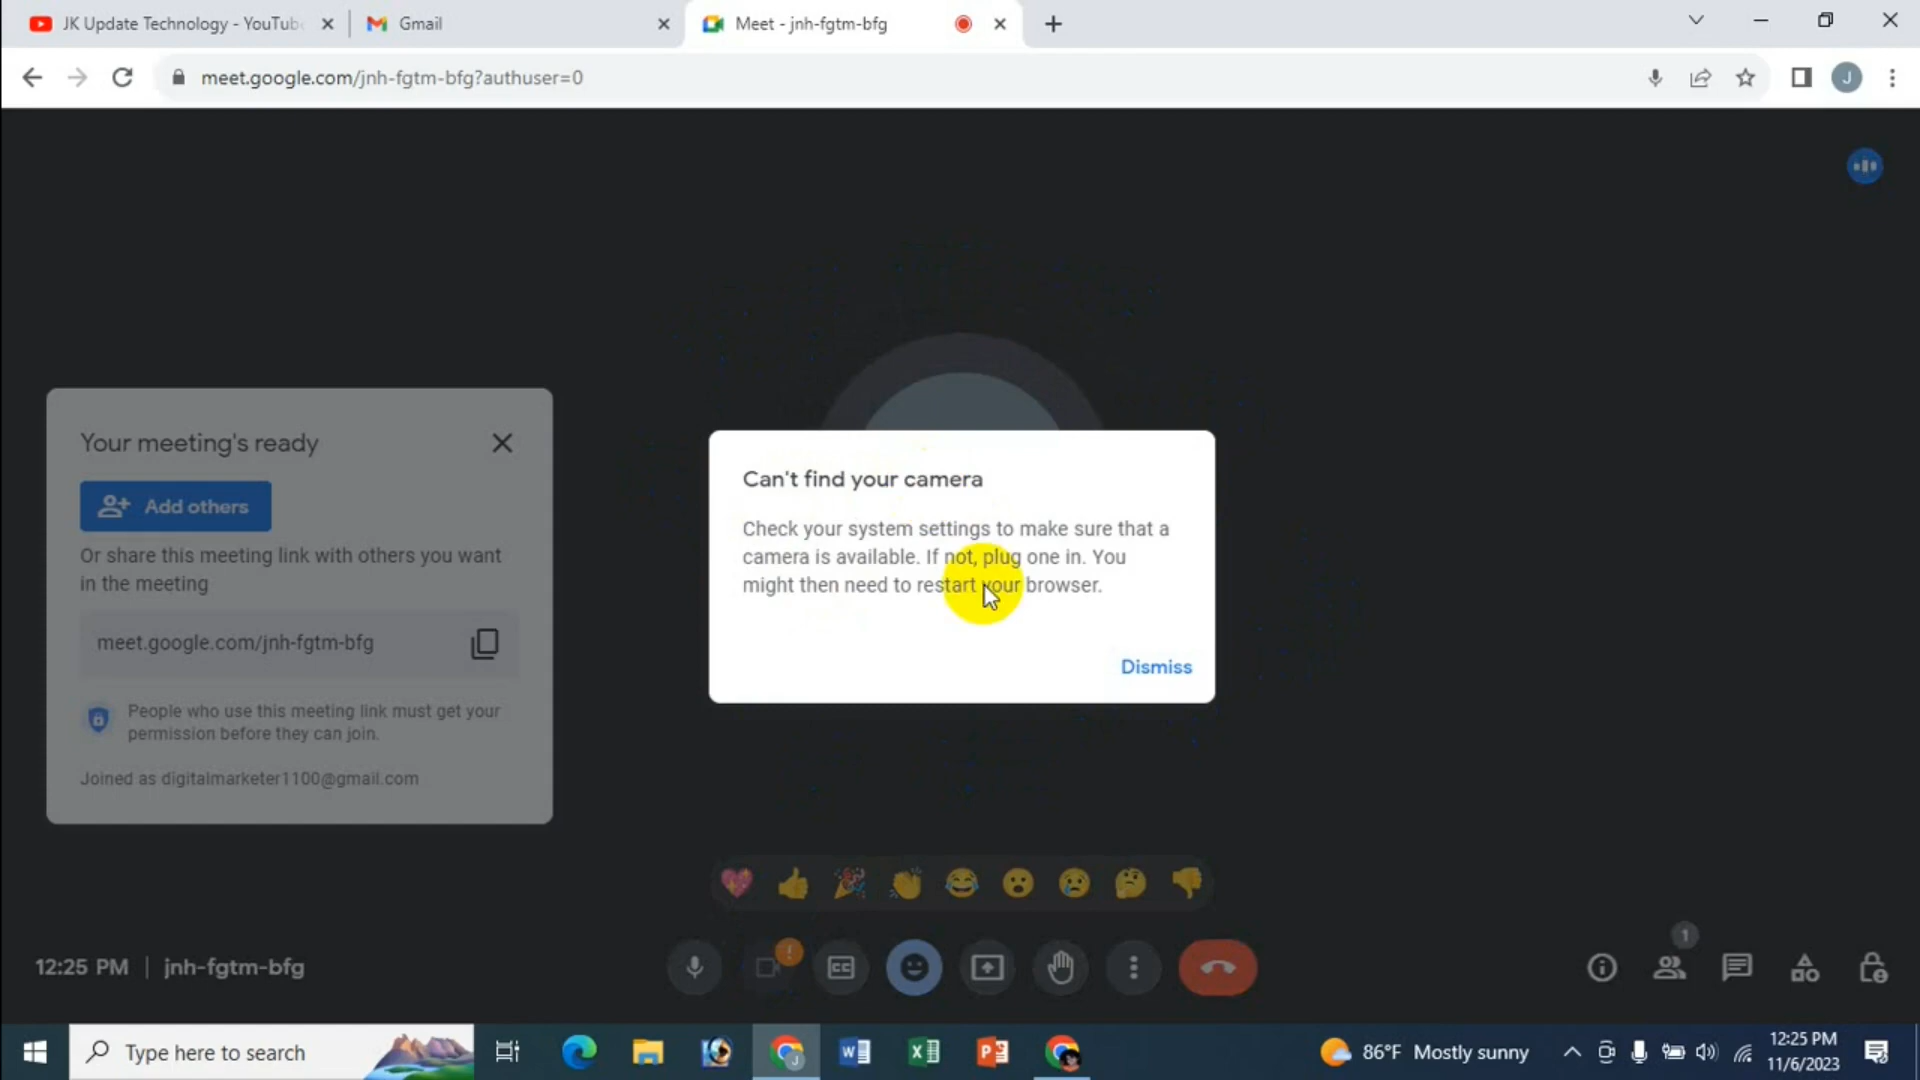 JK Update Technology - YouTub
Gmail
Meet - jnh-fgtm-bfg
meet.google.com/jnh-fgtm-bfg?authuser=0
J
Your meeting's ready
Add others
Or share this meeting link with others you want
in the meeting
meet.google.com/jnh-fgtm-bfg
People who use this meeting link must get your
permission before they can join.
Joined as digitalmarketer1100@gmail.com
Can't find your camera
Check your system settings to make sure that a
camera is available. If not, plug one in. You
might then need to restart your browser.
Dismiss
12:25 PM | jnh-fgtm-bfg
!
CC
1
Type here to search
J
W
X
P
86°F Mostly sunny
12:25 PM
11/6/2023